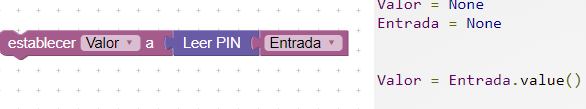 establecer Valor a Leer PIN Entrada
Valor = None
Entrada = None
Valor = Entrada.value()